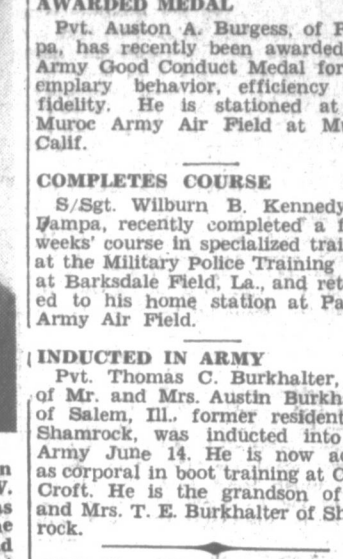 AWARDED MEDAL
Pvt. Auston A. Burgess, of P
pa, has recently been awarded
Army Good Conduct Medal for
emplary behavior, efficiency
fidelity. He is stationed at
Muroc Army Air Field at Mu
Calif.
COMPLETES COURSE
S/Sgt. Wilburn B. Kennedy
Pampa, recently completed a f
weeks' course in specialized trai
at the Military Police Training
at Barksdale Field, La., and ret
ed to his home station at Pa
Army Air Field.
INDUCTED IN ARMY
Pvt. Thomas C. Burkhalter,
of Mr. and Mrs. Austin Burkh
of Salem, Ill., former resident
Shamrock, was inducted into
Army June 14. He is now ac
as corporal in boot training at C
Croft. He is the grandson of
and Mrs. T. E. Burkhalter of Sh
rock.